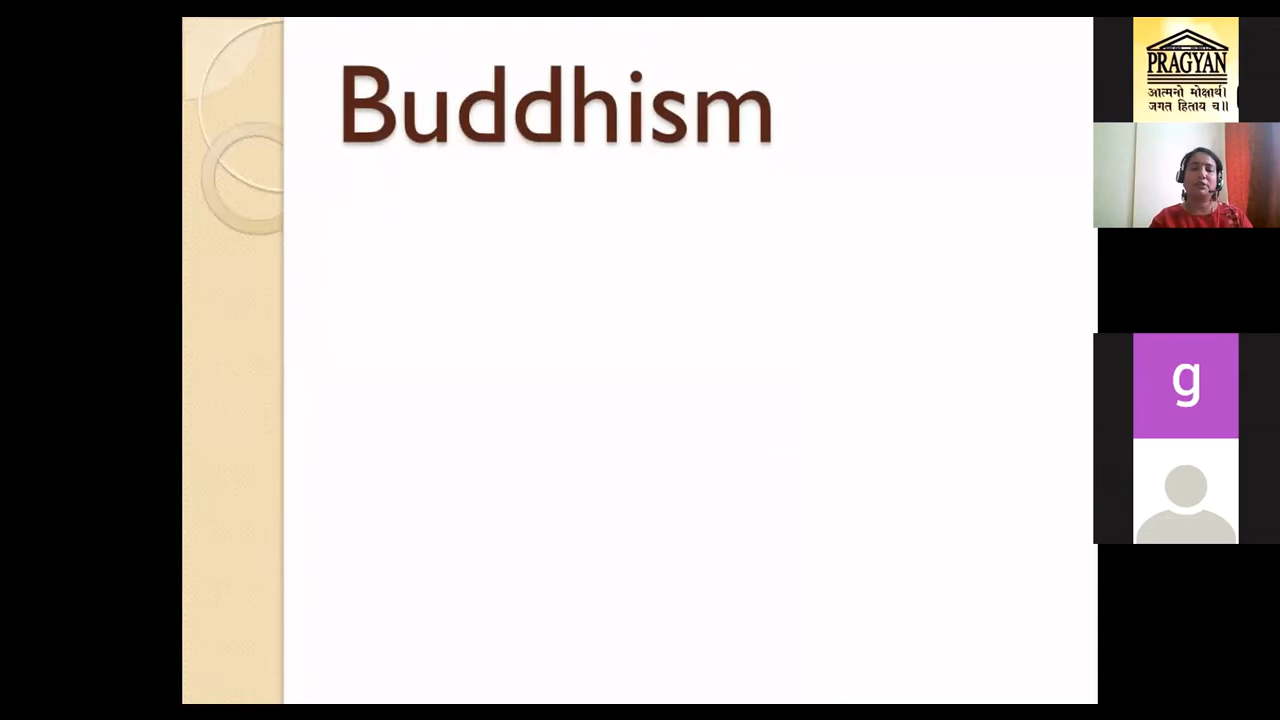 Buddhism
PRAGYAN
आत्मनो मोक्षार्थं।
जगत हिताय च॥
g